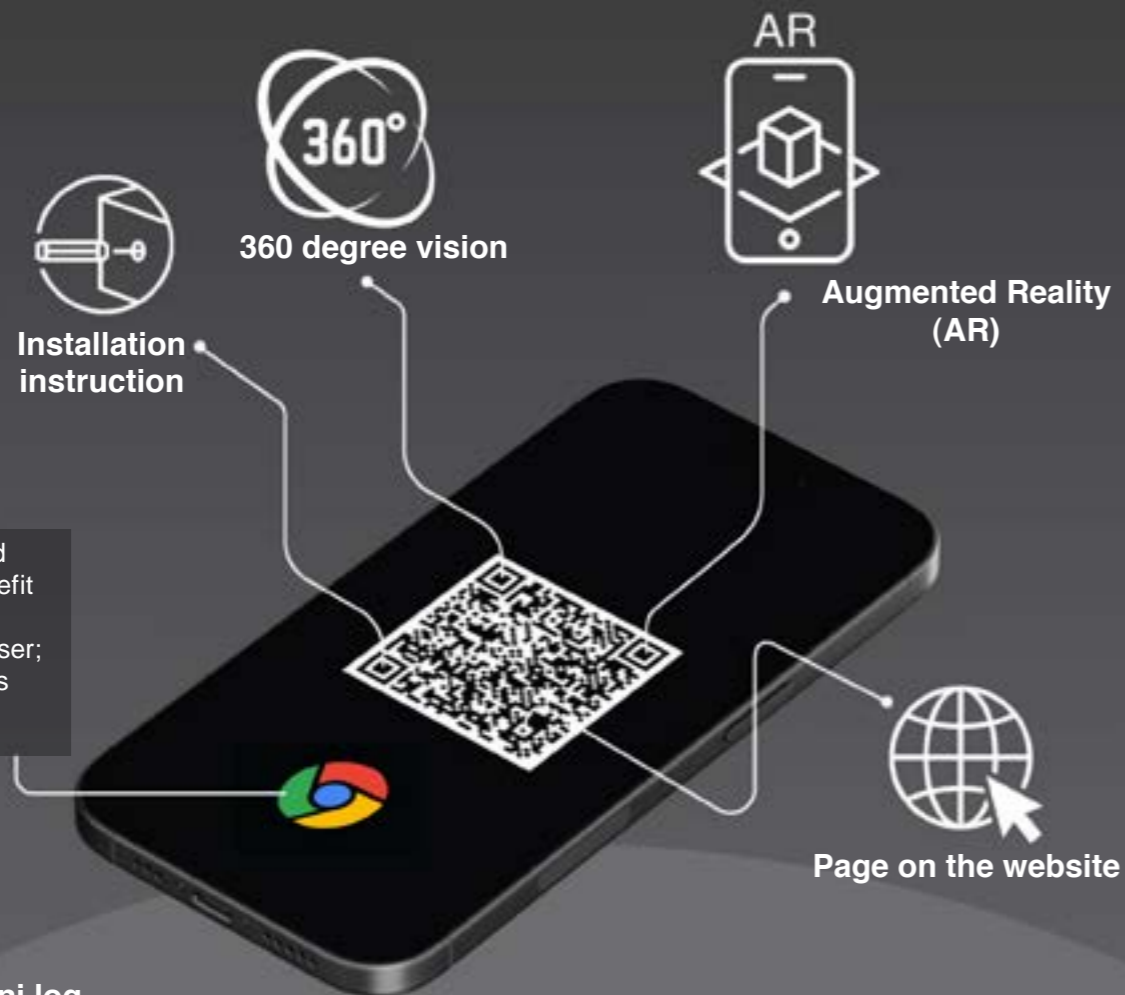 AR
360°
360 degree vision
Augmented Reality
(AR)
Installation
instruction
Page on the website